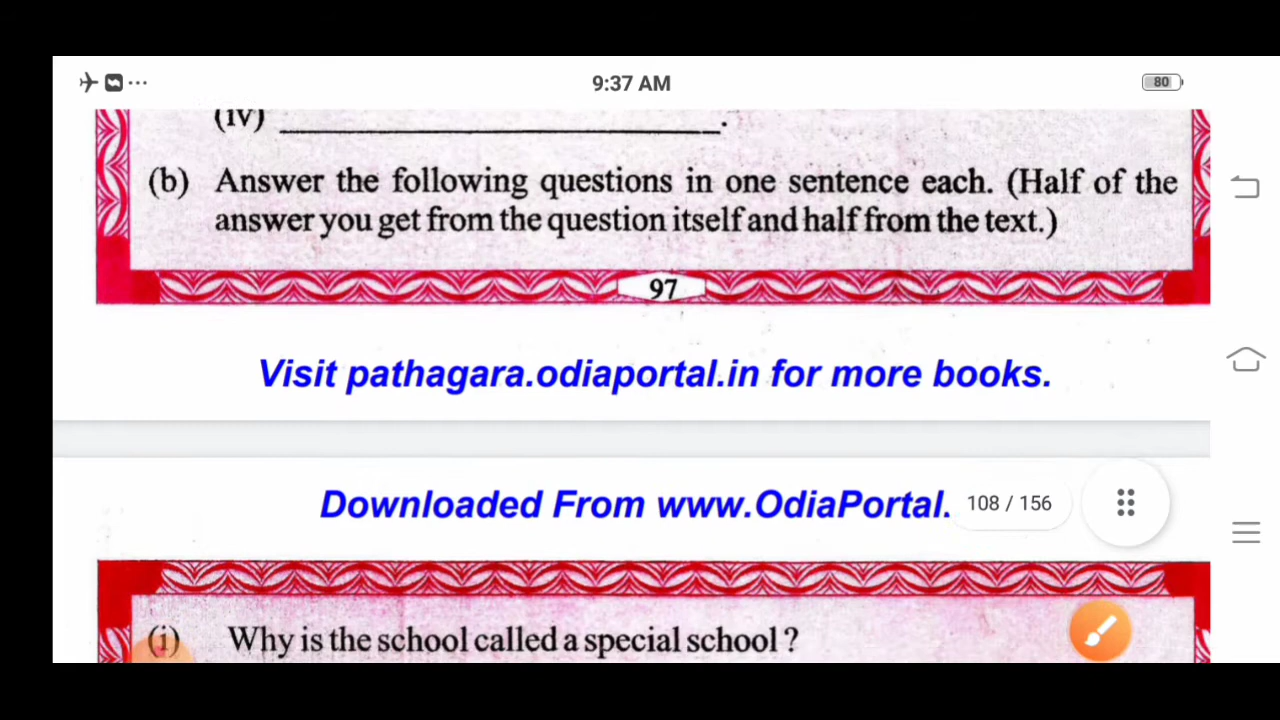 9:37 AM
80
(iv) ____________________.
(b) Answer the following questions in one sentence each. (Half of the
answer you get from the question itself and half from the text.)
97
Visit pathagara.odiaportal.in for more books.
Downloaded From www.OdiaPortal.
108 / 156
(i) Why is the school called a special school ?